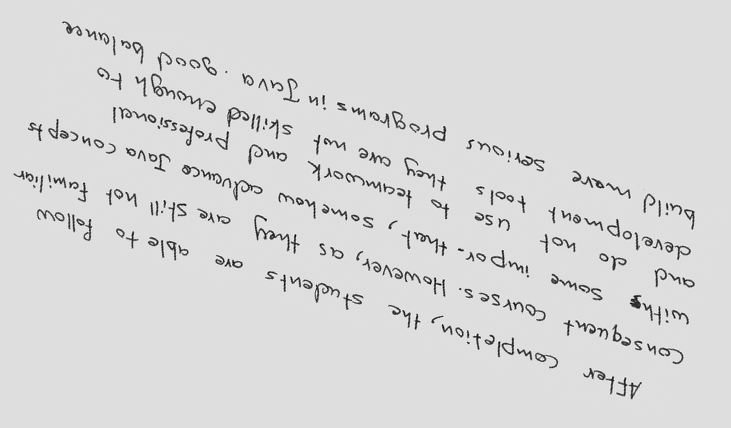 After completion, the students are able to follow
consequent courses. However, as they are still not familiar
with some impor- that, somehow advance Java concepts
and do not use to teamwork and professional
development tools they are not skilled enough to
build more serious programs in Java . good balance